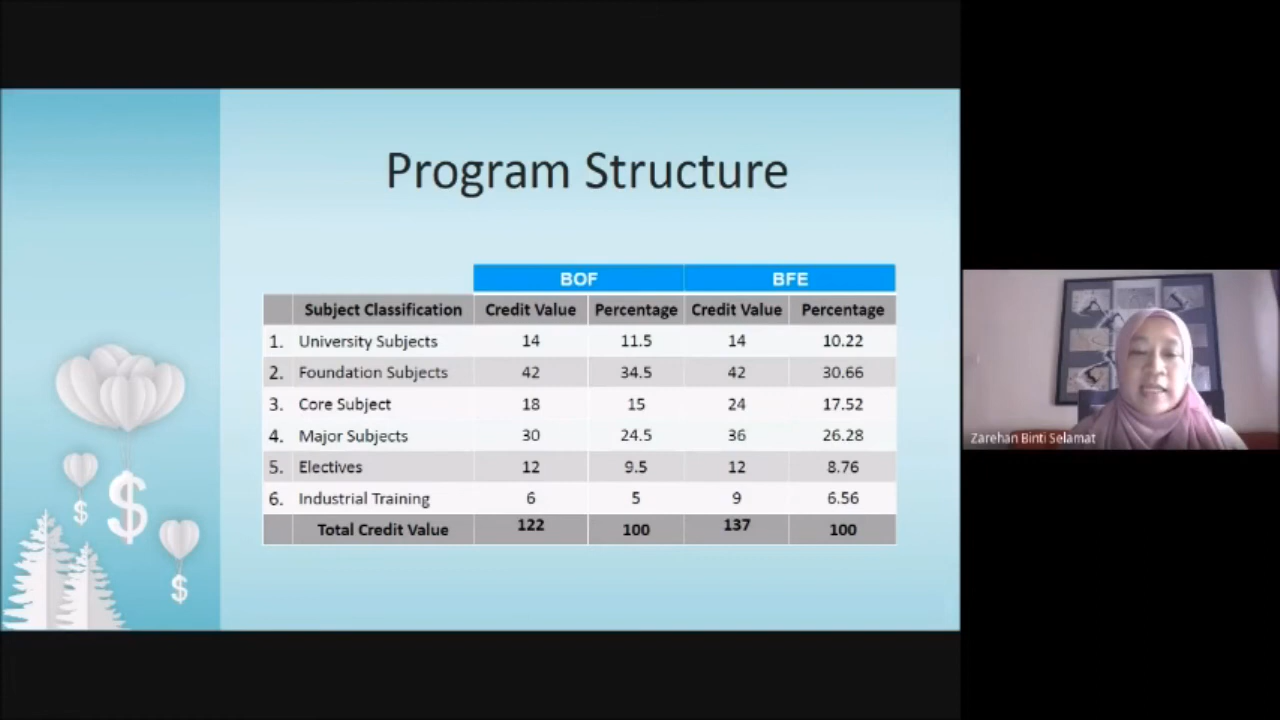 Program Structure
BOF BFE
Subject Classification Credit Value Percentage Credit Value Percentage
1. University Subjects 14 11.5 14 10.22
2. Foundation Subjects 42 34.5 42 30.66
3. Core Subject 18 15 24 17.52
4. Major Subjects 30 24.5 36 26.28
5. Electives 12 9.5 12 8.76
6. Industrial Training 6 5 9 6.56
Total Credit Value 122 100 137 100
$
$
$
Zarehan Binti Selamat